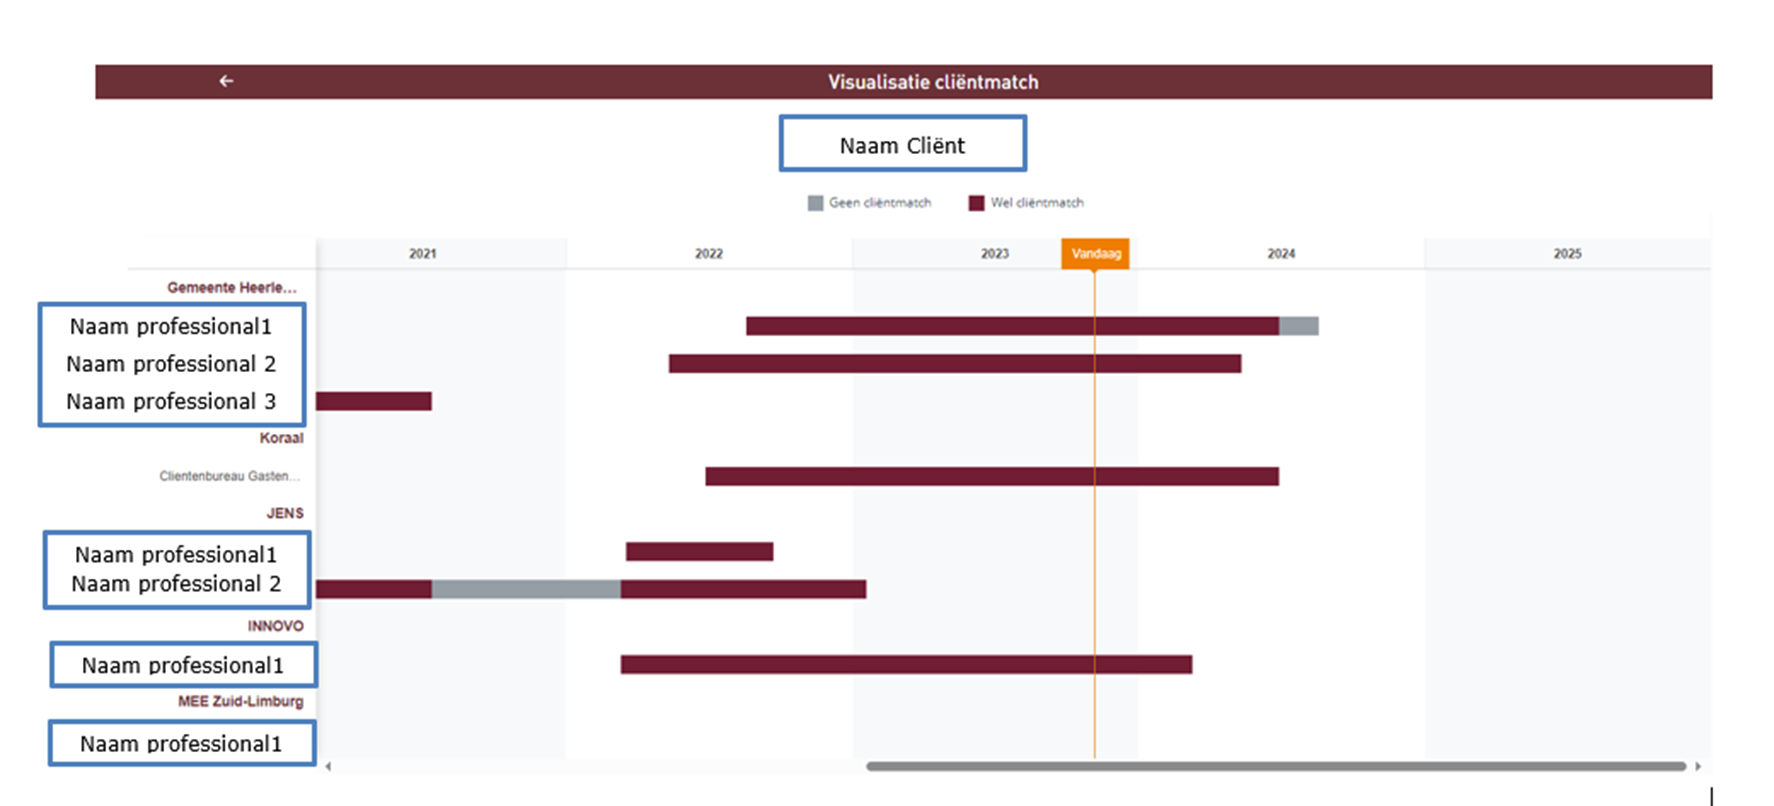 ←
Visualisatie cliëntmatch
Naam Cliënt
Geen cliëntmatch Wel cliëntmatch
2021 2022 2023 Vandaag 2024 2025
Gemeente Heerle...
Naam professional1
Naam professional 2
Naam professional 3
Koraal
Clientenbureau Gasten...
JENS
Naam professional1
Naam professional 2
INNOVO
Naam professional1
MEE Zuid-Limburg
Naam professional1